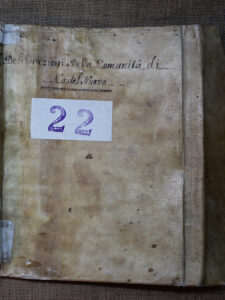 Deliberazioni Della Comunità di
Castel Nuovo
22